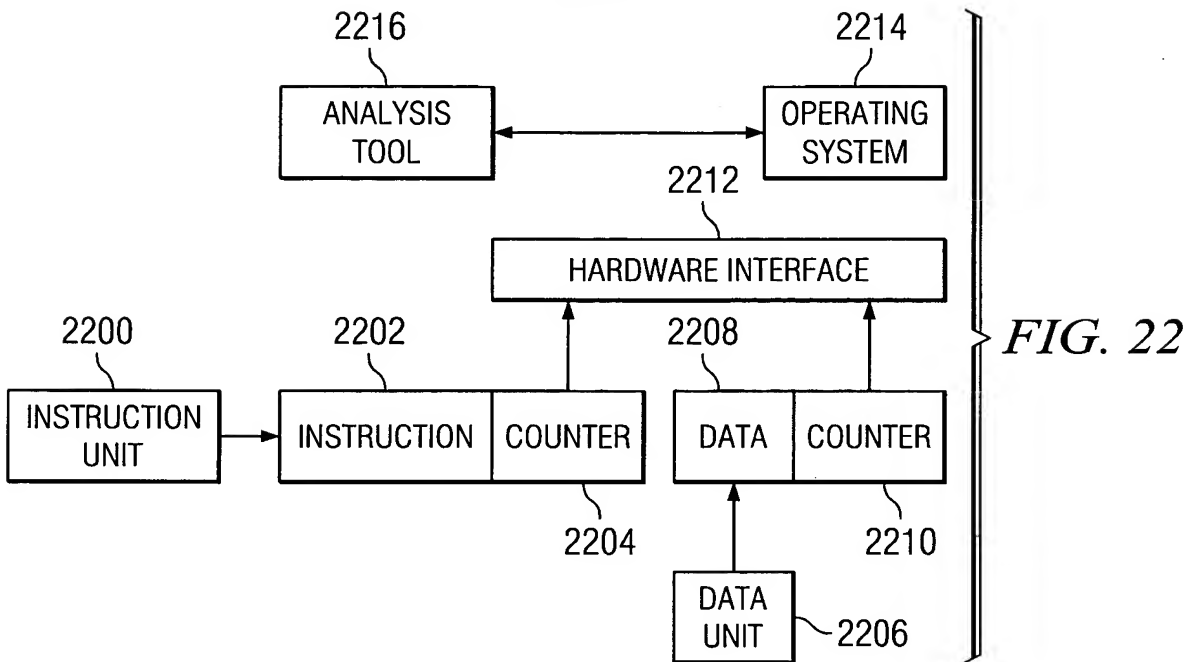 2216
2214
ANALYSIS
TOOL
OPERATING
SYSTEM
2212
HARDWARE INTERFACE
2200
2202
2208
FIG. 22
INSTRUCTION
UNIT
INSTRUCTION
COUNTER
DATA
COUNTER
2204
2210
DATA
UNIT
2206